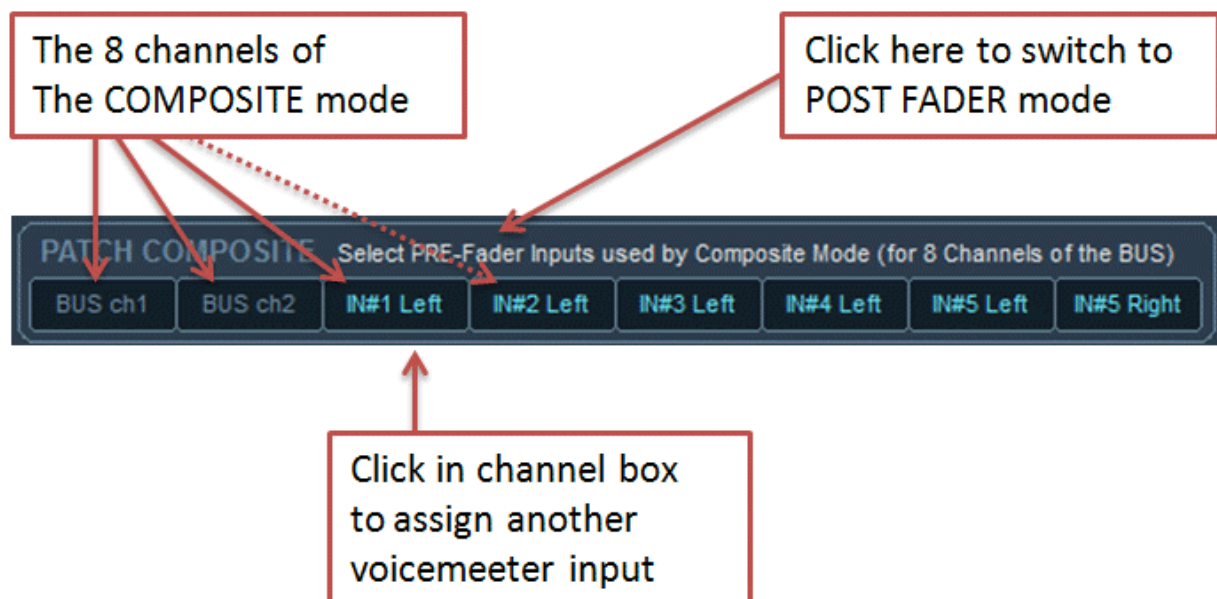 The 8 channels of
The COMPOSITE mode
Click here to switch to
POST FADER mode
PATCH COMPOSITE Select PRE-Fader Inputs used by Composite Mode (for 8 Channels of the BUS)
BUS ch1 BUS ch2 IN#1 Left IN#2 Left IN#3 Left IN#4 Left IN#5 Left IN#5 Right
Click in channel box
to assign another
voicemeeter input